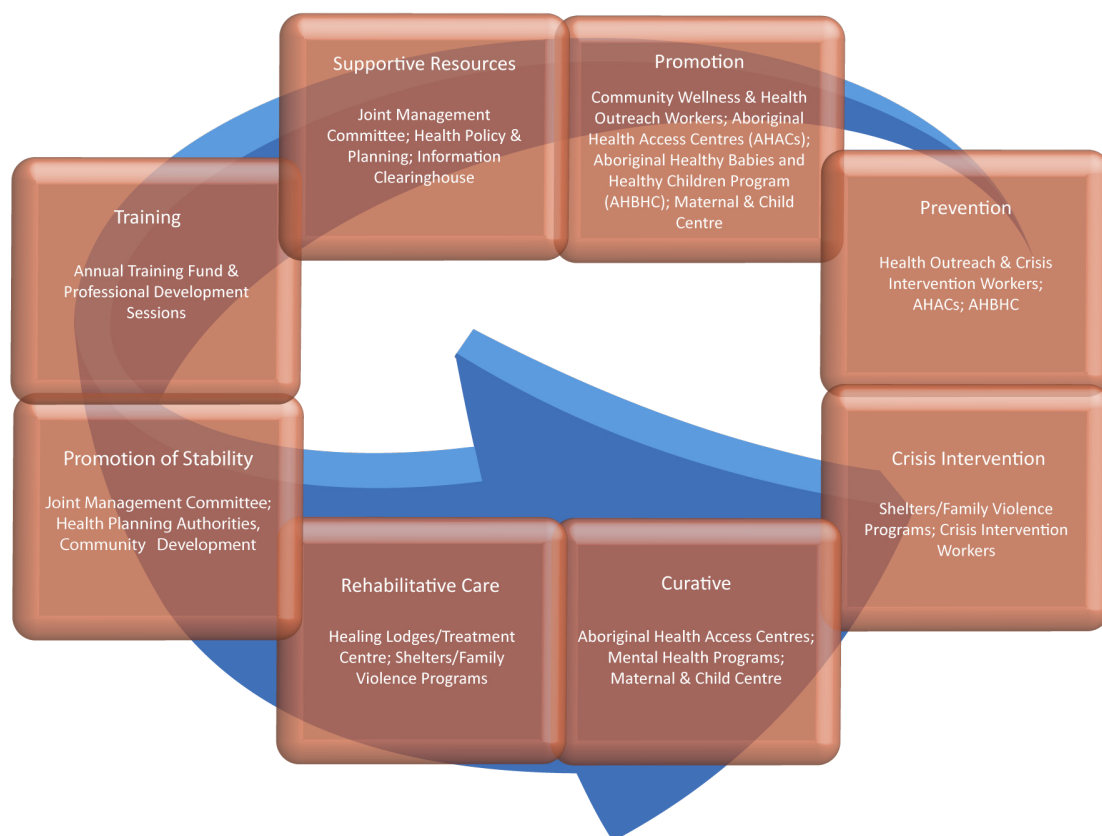 Supportive Resources
Joint Management
Committee; Health Policy &
Planning; Information
Clearinghouse
Promotion
Community Wellness & Health
Outreach Workers; Aboriginal
Health Access Centres (AHACs);
Aboriginal Healthy Babies and
Healthy Children Program
(AHBHC); Maternal & Child
Centre
Prevention
Health Outreach & Crisis
Intervention Workers;
AHACs; AHBHC
Crisis Intervention
Shelters/Family Violence
Programs; Crisis Intervention
Workers
Curative
Aboriginal Health Access Centres;
Mental Health Programs;
Maternal & Child Centre
Rehabilitative Care
Healing Lodges/Treatment
Centre; Shelters/Family
Violence Programs
Promotion of Stability
Joint Management Committee;
Health Planning Authorities,
Community Development
Training
Annual Training Fund &
Professional Development
Sessions